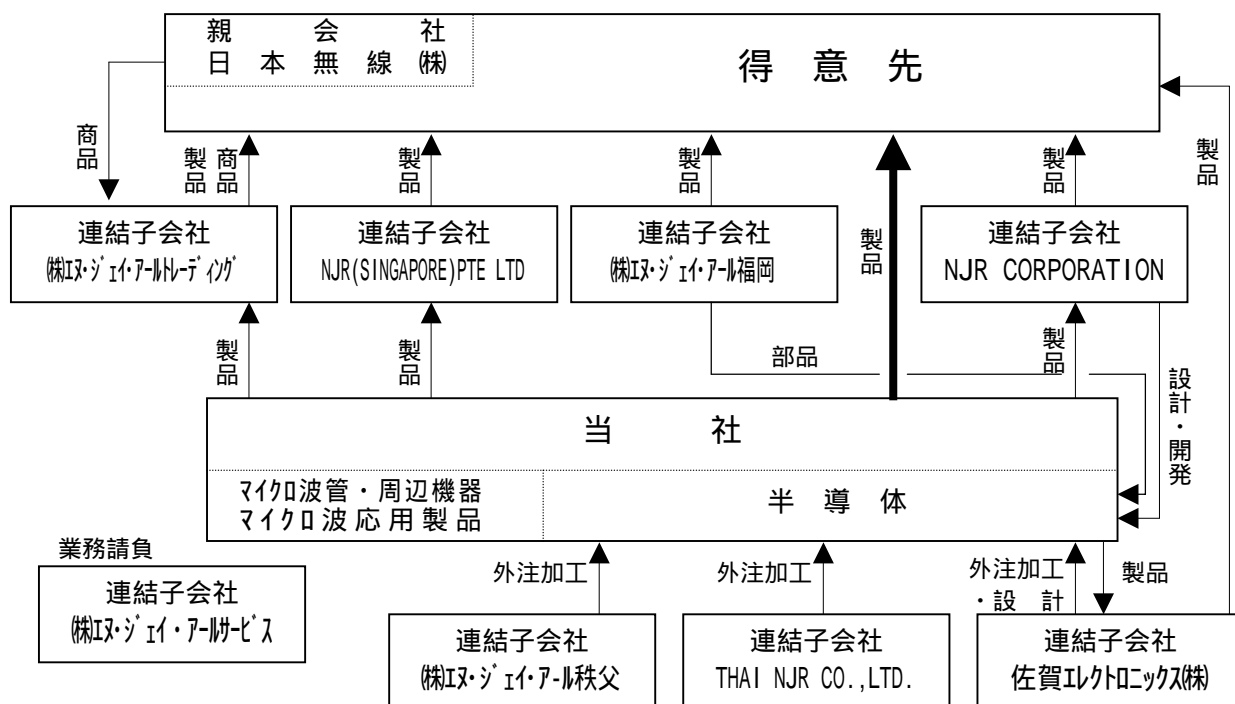 親会社
日本無線㈱
得意先
商品
製品
商品
製品
製品
製品
製品
製品
連結子会社
㈱ｴﾇ･ｼﾞｪｲ･ｱｰﾙﾄﾚｰﾃﾞｨﾝｸﾞ
連結子会社
NJR(SINGAPORE)PTE LTD
連結子会社
㈱ｴﾇ･ｼﾞｪｲ･ｱｰﾙ福岡
連結子会社
NJR CORPORATION
製品
製品
部品
製品
設計・開発
当社
ﾏｲｸﾛ波管・周辺機器
マイクロ波応用製品
半導体
業務請負
連結子会社
㈱ｴﾇ･ｼﾞｪｲ・ｱｰﾙｻｰﾋﾞｽ
外注加工
外注加工
外注加工
・設計
製品
連結子会社
㈱ｴﾇ･ｼﾞｪｲ･ｱｰﾙ秩父
連結子会社
THAI NJR CO.,LTD.
連結子会社
佐賀ｴﾚｸﾄﾛﾆｯｸｽ㈱